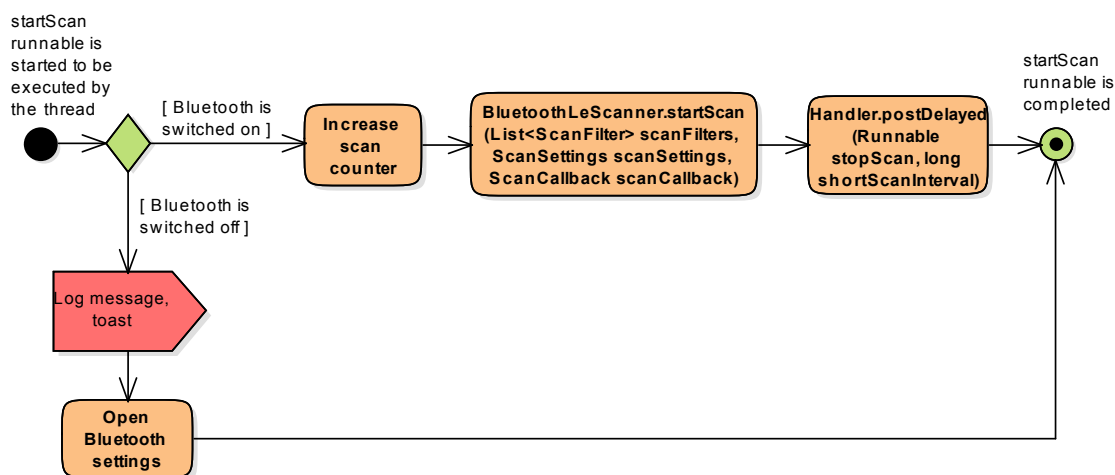 startScan
runnable is
started to be
executed by
the thread
[ Bluetooth is
switched on ]
Increase
scan
counter
BluetoothLeScanner.startScan
(List<ScanFilter> scanFilters,
ScanSettings scanSettings,
ScanCallback scanCallback)
Handler.postDelayed
(Runnable
stopScan, long
shortScanInterval)
startScan
runnable is
completed
[ Bluetooth is
switched off ]
Log message,
toast
Open
Bluetooth
settings